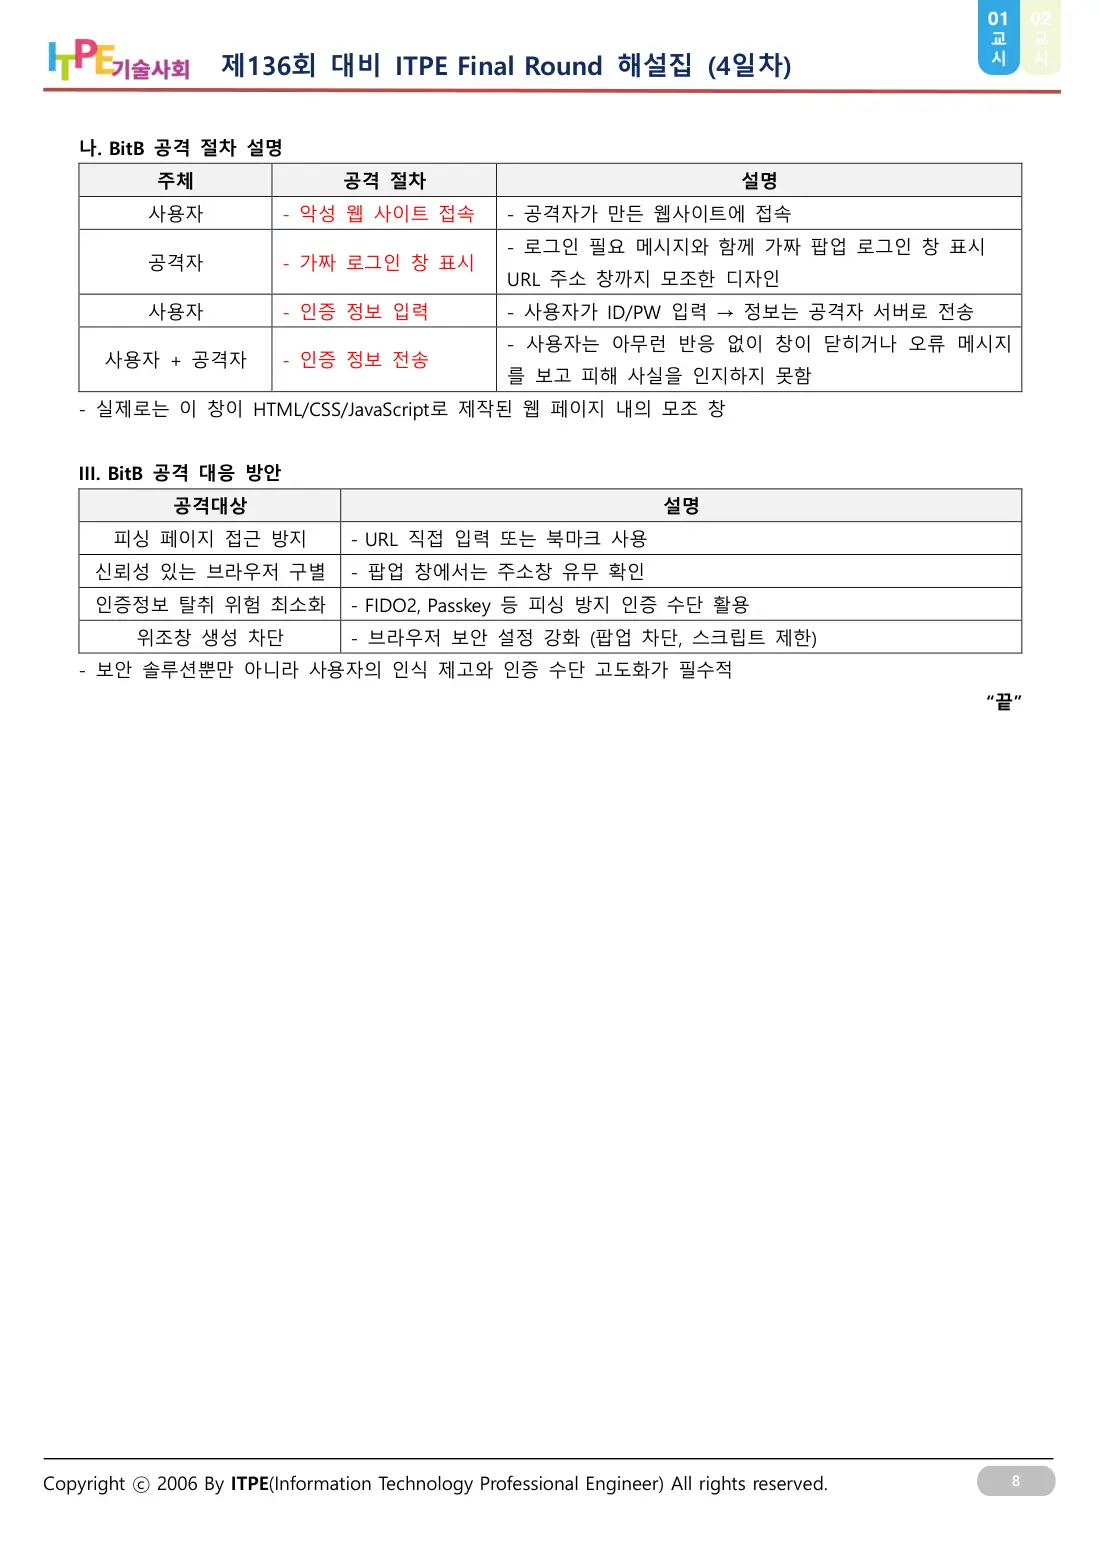 01
교
시
02
교
시
ITPE기술사회 제136회 대비 ITPE Final Round 해설집 (4일차)
나. BitB 공격 절차 설명
주체 공격 절차 설명
사용자 - 악성 웹 사이트 접속 - 공격자가 만든 웹사이트에 접속
공격자 - 가짜 로그인 창 표시 - 로그인 필요 메시지와 함께 가짜 팝업 로그인 창 표시
URL 주소 창까지 모조한 디자인
사용자 - 인증 정보 입력 - 사용자가 ID/PW 입력 → 정보는 공격자 서버로 전송
사용자 + 공격자 - 인증 정보 전송 - 사용자는 아무런 반응 없이 창이 닫히거나 오류 메시지
를 보고 피해 사실을 인지하지 못함
- 실제로는 이 창이 HTML/CSS/JavaScript로 제작된 웹 페이지 내의 모조 창
III. BitB 공격 대응 방안
공격대상 설명
피싱 페이지 접근 방지 - URL 직접 입력 또는 북마크 사용
신뢰성 있는 브라우저 구별 - 팝업 창에서는 주소창 유무 확인
인증정보 탈취 위험 최소화 - FIDO2, Passkey 등 피싱 방지 인증 수단 활용
위조창 생성 차단 - 브라우저 보안 설정 강화 (팝업 차단, 스크립트 제한)
- 보안 솔루션뿐만 아니라 사용자의 인식 제고와 인증 수단 고도화가 필수적
“끝”
Copyright ⓒ 2006 By ITPE(Information Technology Professional Engineer) All rights reserved.
8